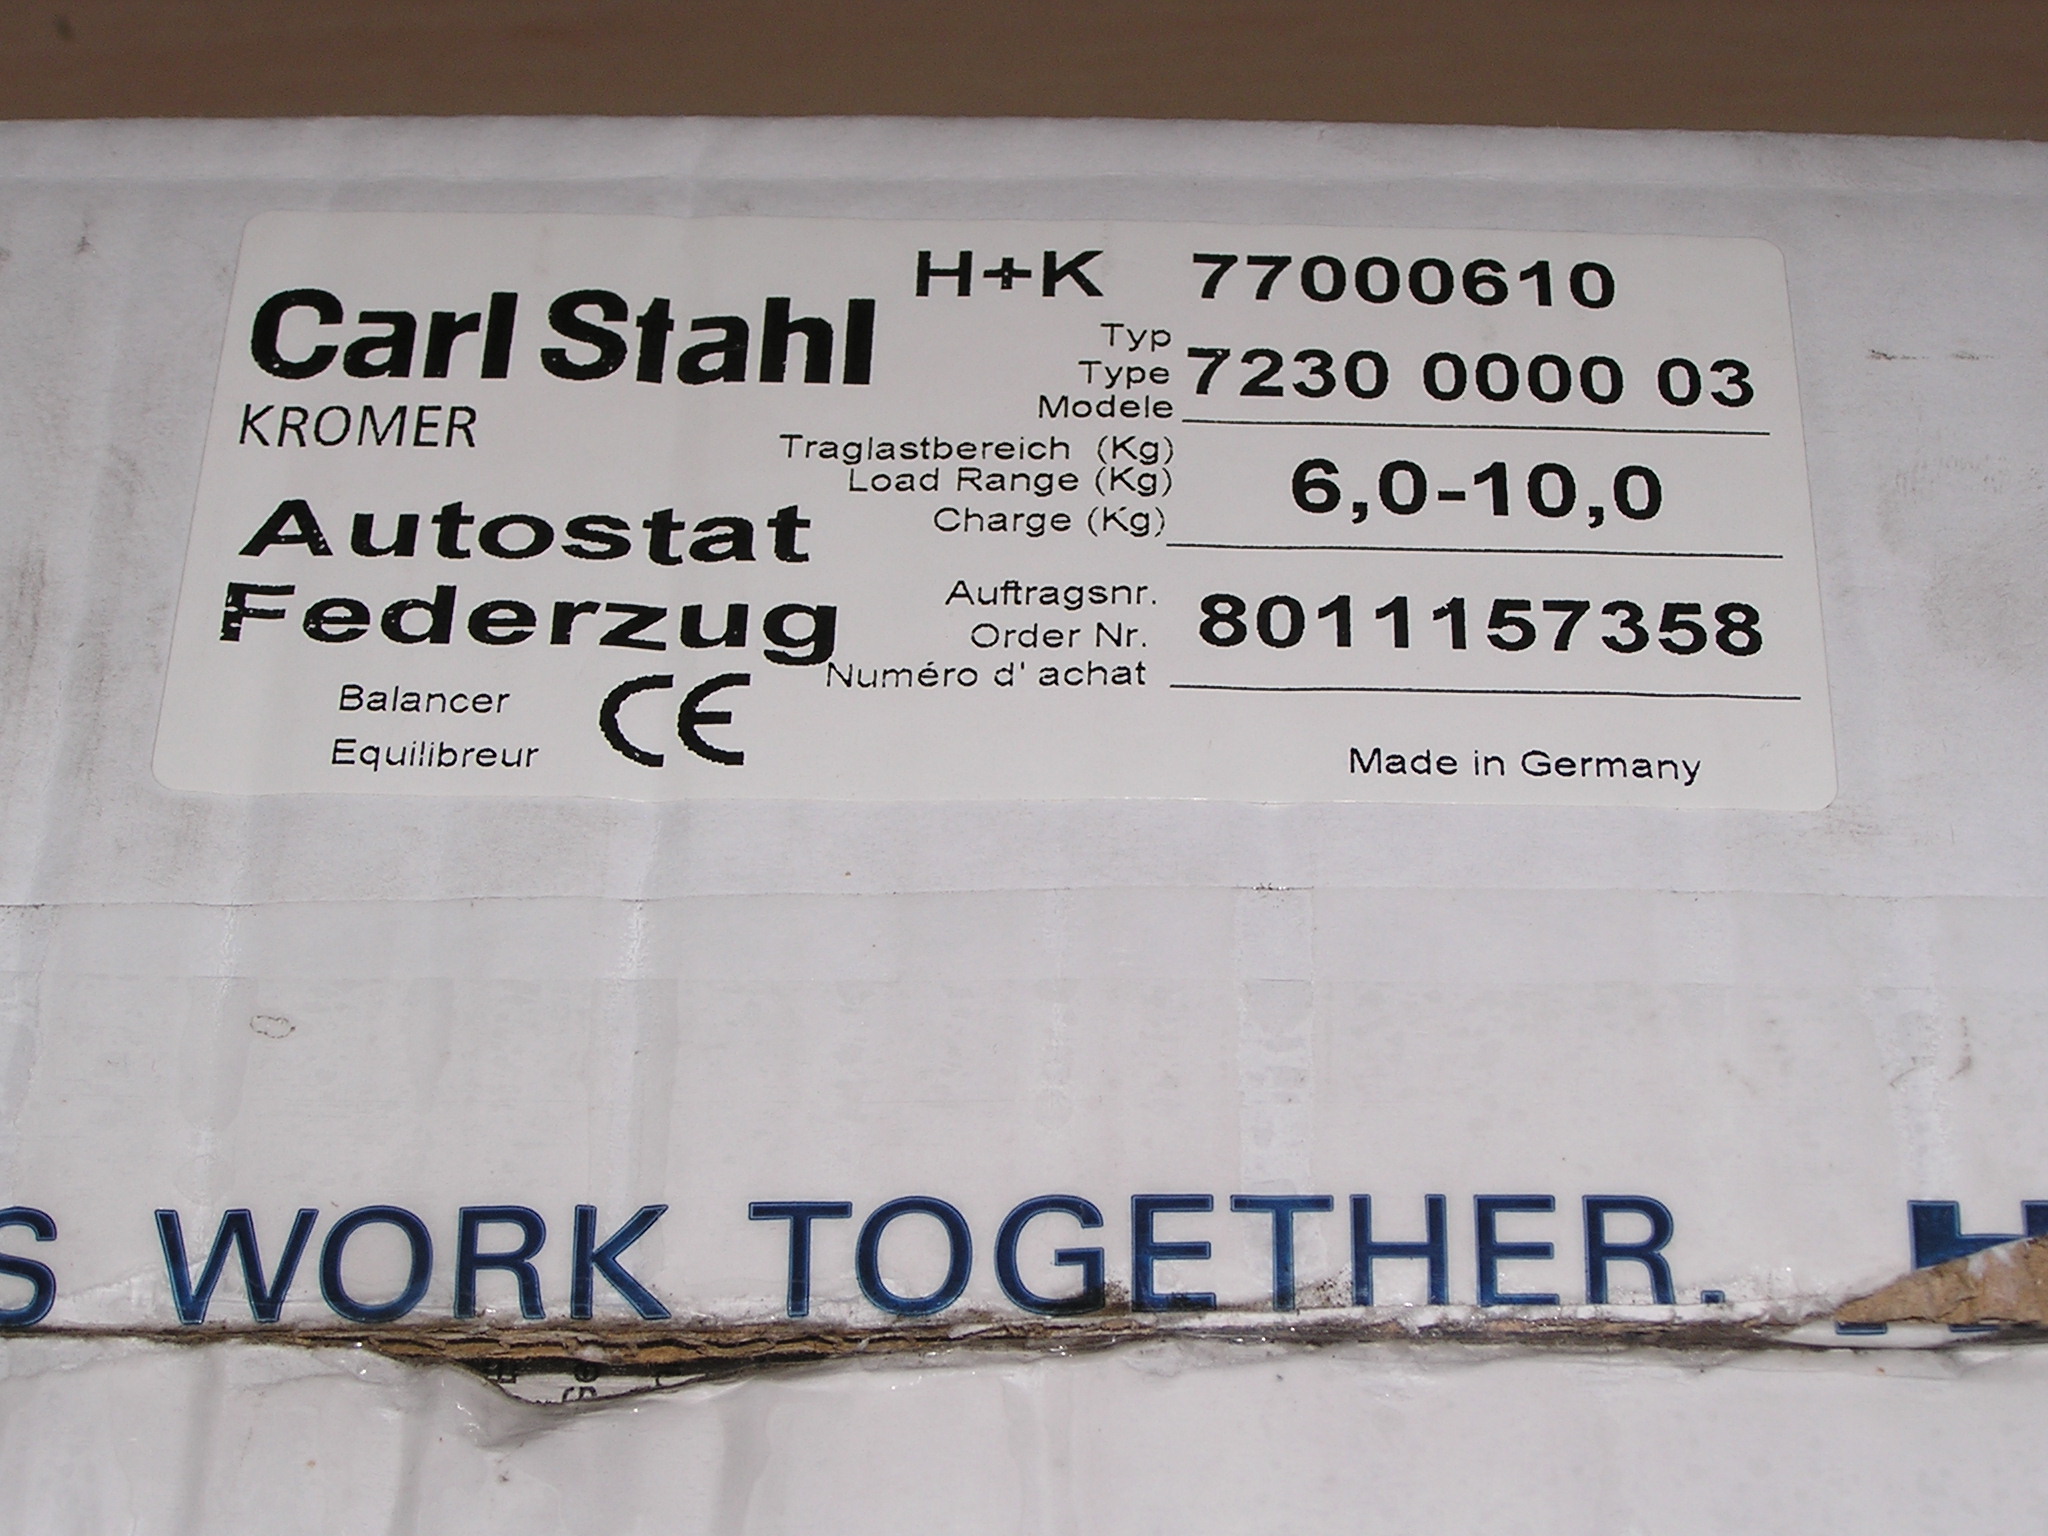 Carl Stahl
KROMER
Autostat
Federzug
Balancer
Equilibreur
CE
H+K 77000610
Typ
Type 7230 0000 03
Modele
Traglastbereich (Kg)
Load Range (Kg) 6,0-10,0
Charge (Kg)
Auftragsnr.
Order Nr. 8011157358
Numéro d' achat
Made in Germany
WORK TOGETHER.